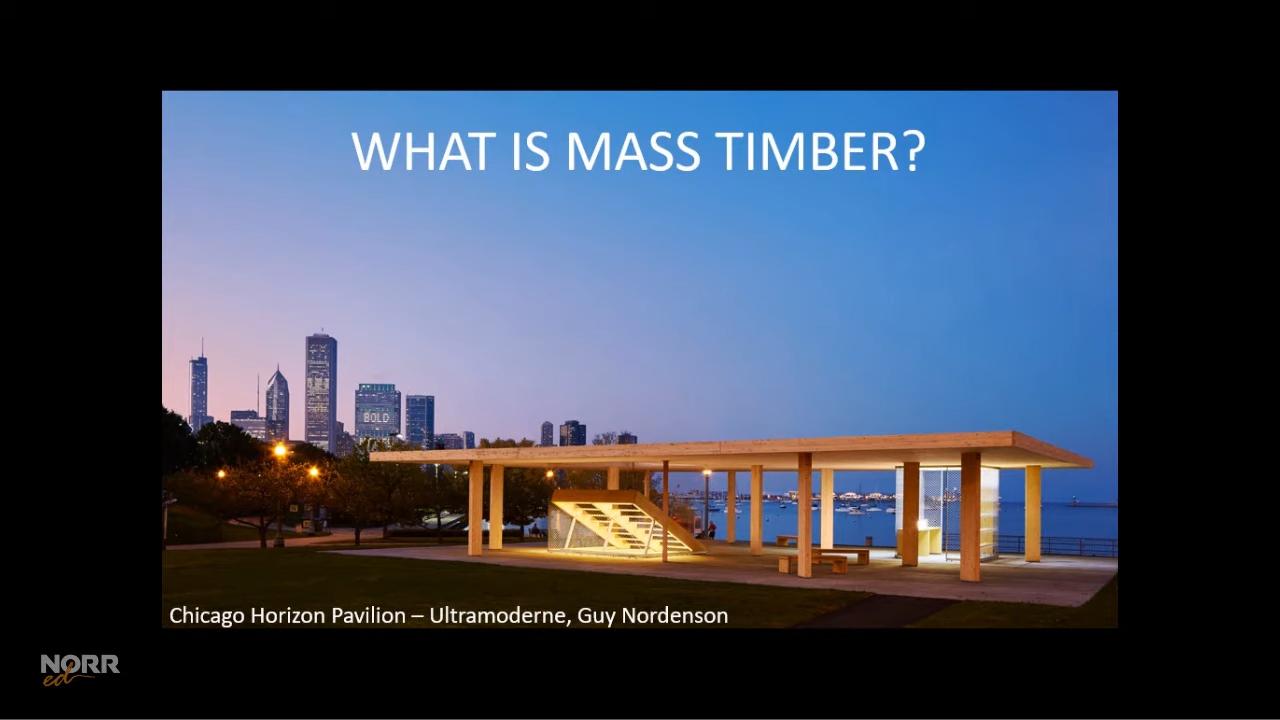 WHAT IS MASS TIMBER?
BOLD
Chicago Horizon Pavilion – Ultramoderne, Guy Nordenson
NORR
ed